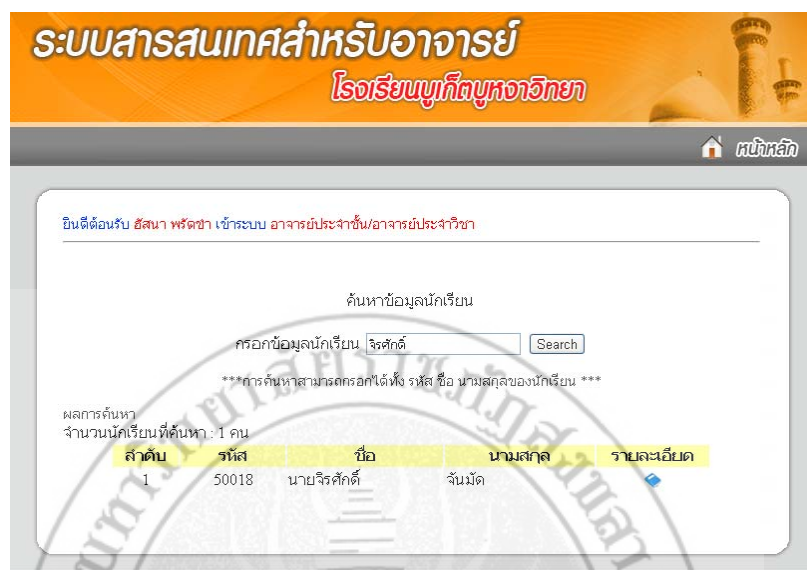 ระบบสารสนเทศสำหรับอาจารย์
โรงเรียนบูเก็ตบูหงาวิทยา
หน้าหลัก
ยินดีต้อนรับ ฮัสนา พรัดชำ เข้าระบบ อาจารย์ประจำชั้น/อาจารย์ประจำวิชา
ค้นหาข้อมูลนักเรียน
กรอกข้อมูลนักเรียน จิรศักดิ์ Search
***การค้นหาสามารถกรอกได้ทั้ง รหัส ชื่อ นามสกุลของนักเรียน ***
ผลการค้นหา
จำนวนนักเรียนที่ค้นหา : 1 คน
ลำดับ รหัส ชื่อ นามสกุล รายละเอียด
1 50018 นายจิรศักดิ์ จันมัด